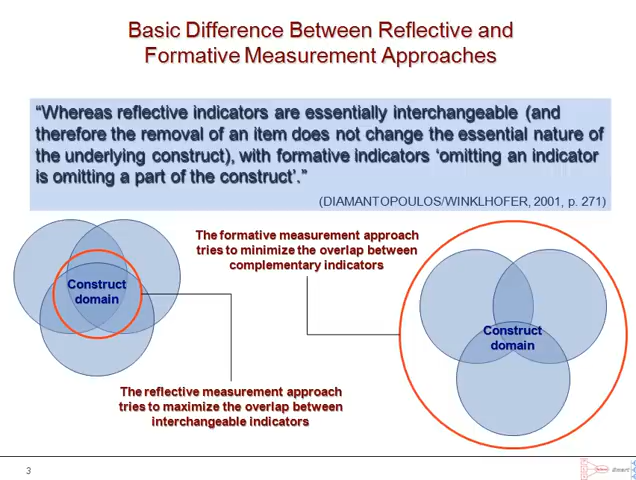 Basic Difference Between Reflective and
Formative Measurement Approaches
“Whereas reflective indicators are essentially interchangeable (and
therefore the removal of an item does not change the essential nature of
the underlying construct), with formative indicators ‘omitting an indicator
is omitting a part of the construct’.”
(DIAMANTOPOULOS/WINKLHOFER, 2001, p. 271)
The formative measurement approach
tries to minimize the overlap between
complementary indicators
Construct
domain
Construct
domain
The reflective measurement approach
tries to maximize the overlap between
interchangeable indicators
3
Smart